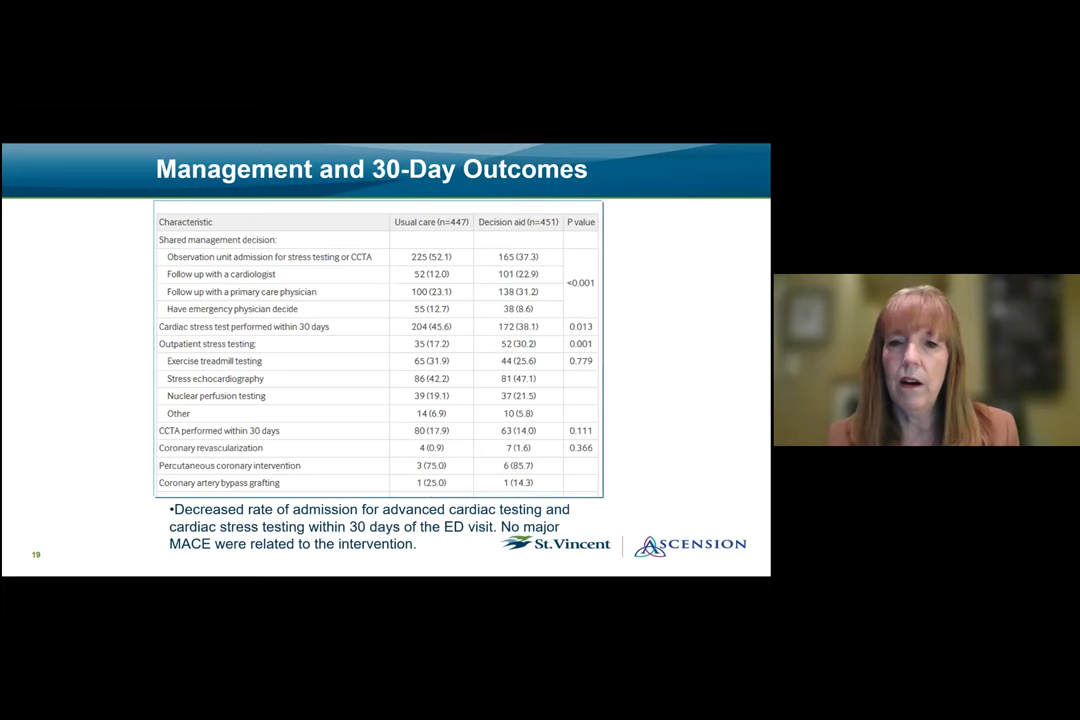 Management and 30-Day Outcomes
Characteristic Usual care (n=447) Decision aid (n=451) P value
Shared management decision:
Observation unit admission for stress testing or CCTA 225 (52.1) 165 (37.3)
Follow up with a cardiologist 52 (12.0) 101 (22.9)
<0.001
Follow up with a primary care physician 100 (23.1) 138 (31.2)
Have emergency physician decide 55 (12.7) 38 (8.6)
Cardiac stress test performed within 30 days 204 (45.6) 172 (38.1) 0.013
Outpatient stress testing: 35 (17.2) 52 (30.2) 0.001
Exercise treadmill testing 65 (31.9) 44 (25.6) 0.779
Stress echocardiography 86 (42.2) 81 (47.1)
Nuclear perfusion testing 39 (19.1) 37 (21.5)
Other 14 (6.9) 10 (5.8)
CCTA performed within 30 days 80 (17.9) 63 (14.0) 0.111
Coronary revascularization 4 (0.9) 7 (1.6) 0.366
Percutaneous coronary intervention 3 (75.0) 6 (85.7)
Coronary artery bypass grafting 1 (25.0) 1 (14.3)
•Decreased rate of admission for advanced cardiac testing and
cardiac stress testing within 30 days of the ED visit. No major
MACE were related to the intervention.
St.Vincent
ASCENSION
19